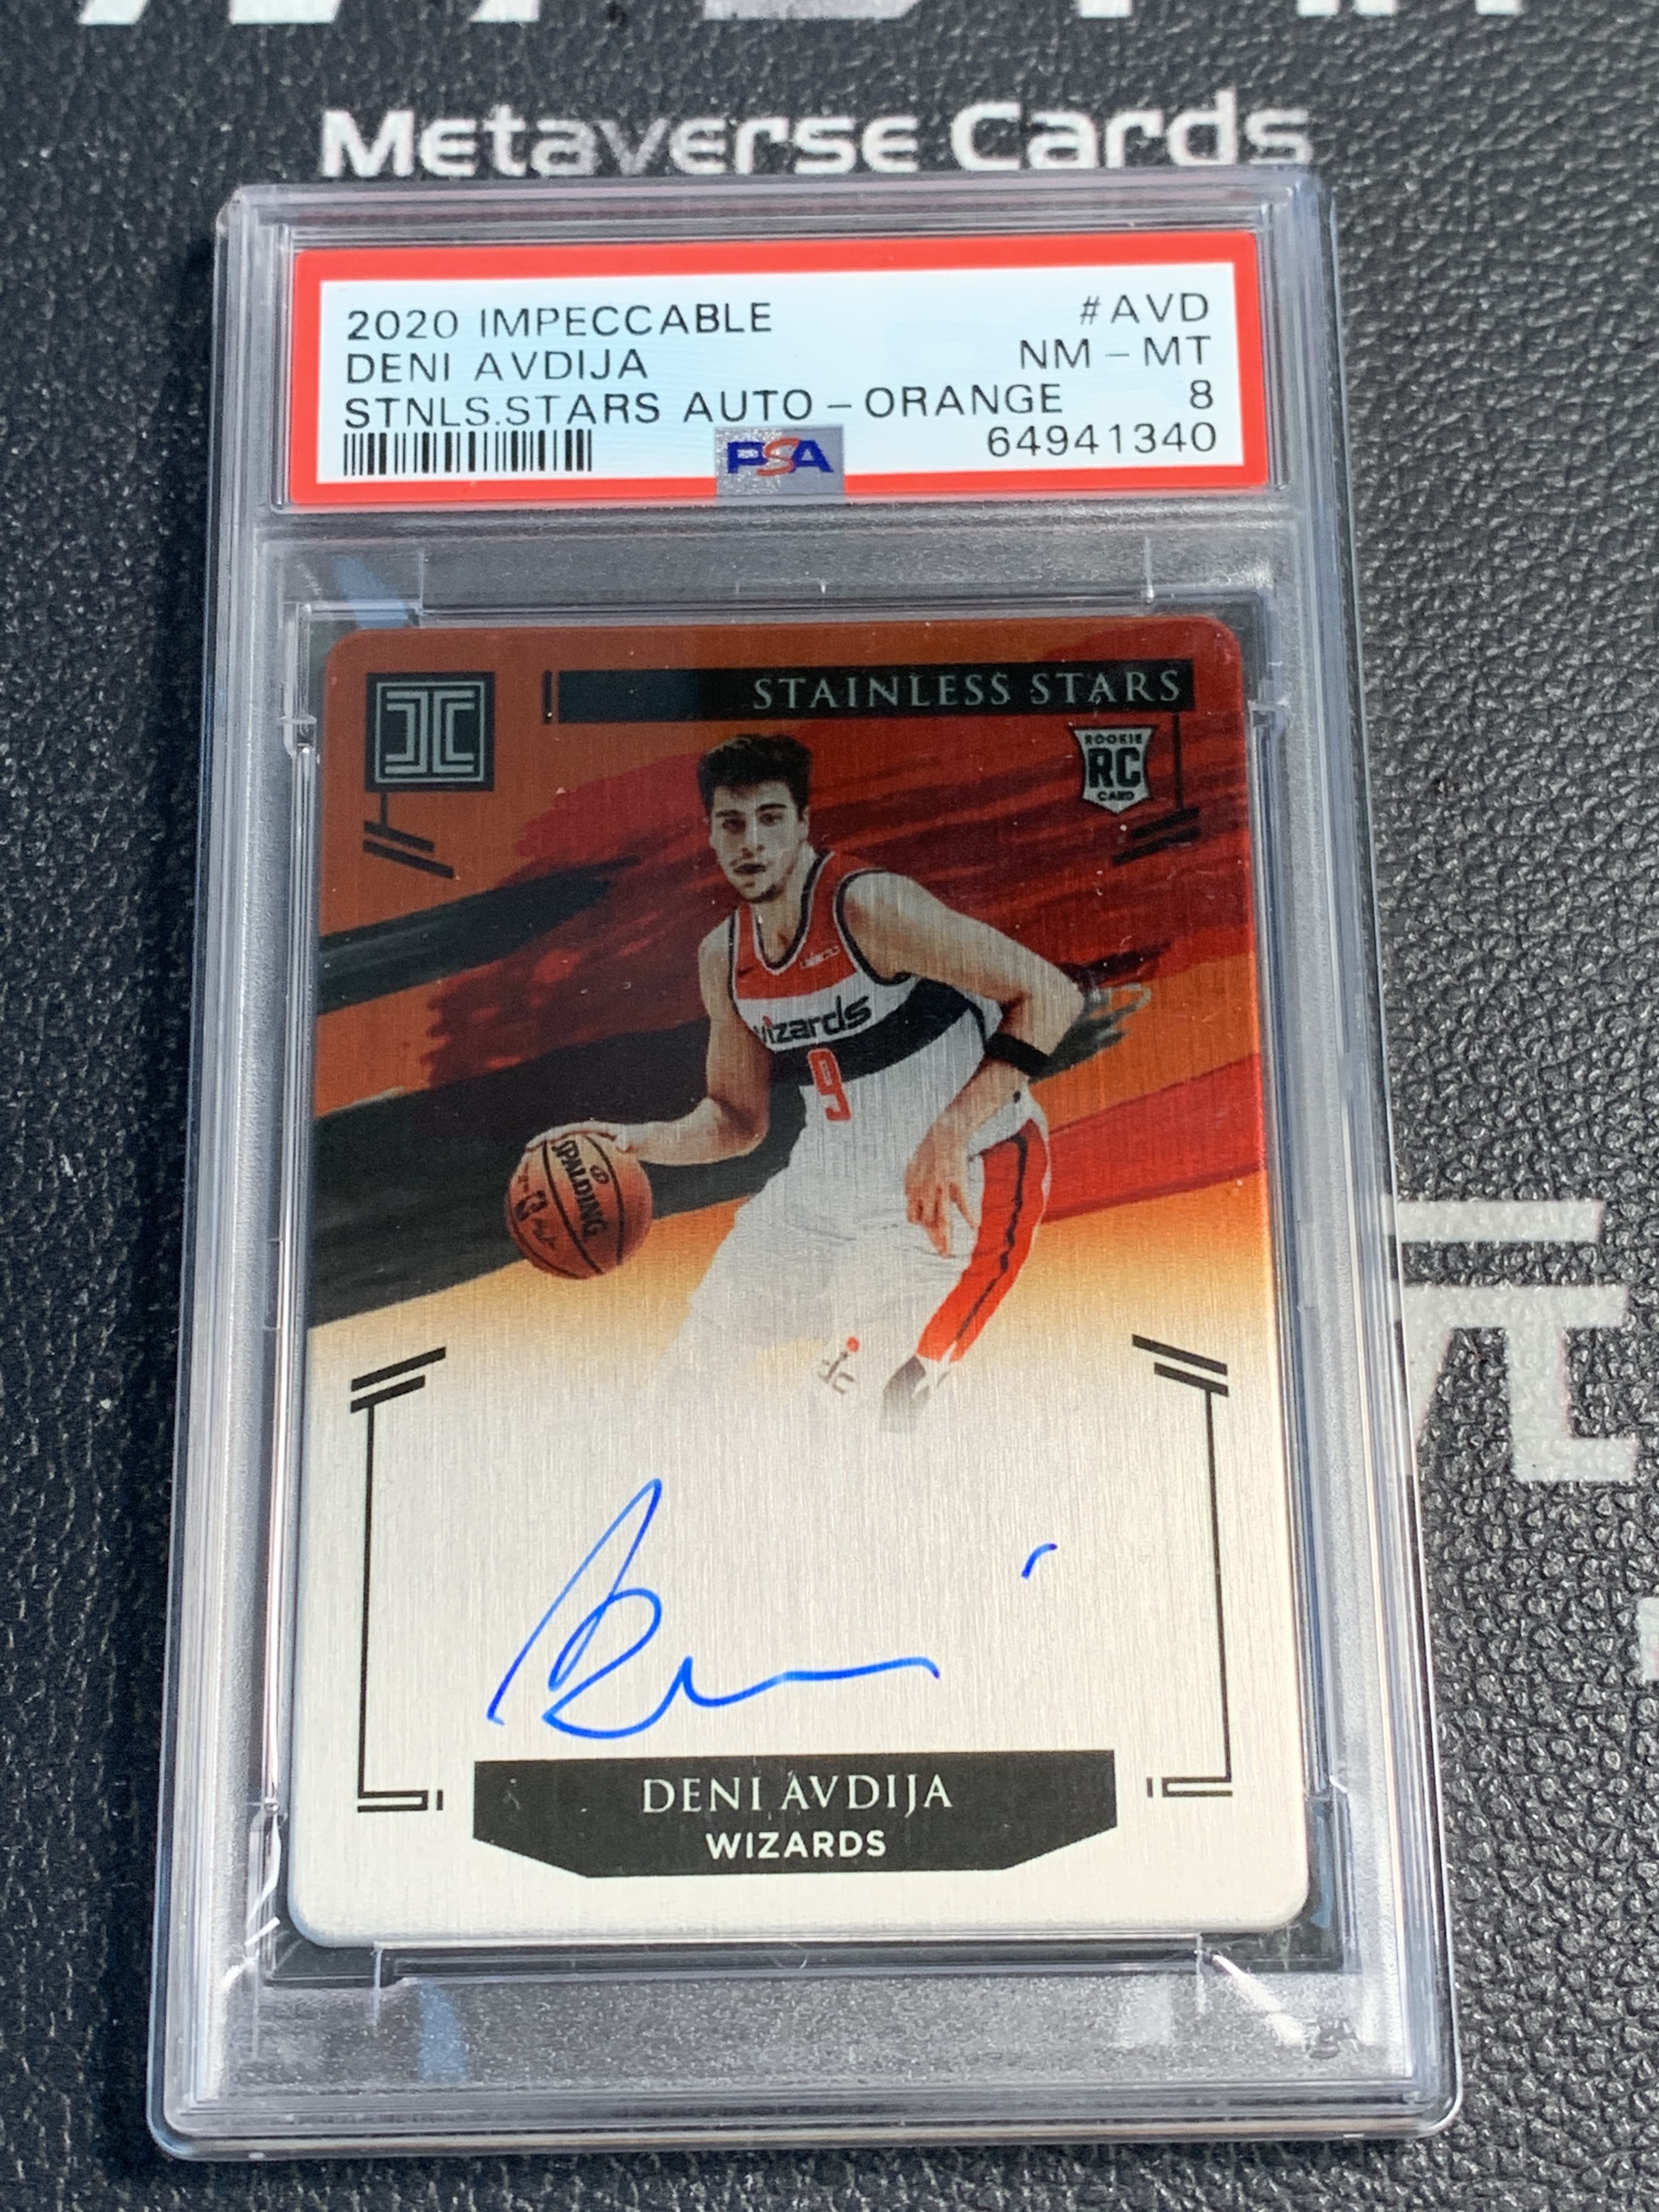 Metaverse Cards
2020 IMPECCABLE #AVD
DENI AVDIJA NM - MT
STNLS.STARS AUTO - ORANGE 8
PSA 64941340
STAINLESS STARS
ROOKIE
RC
CARD
wizards
9
SPALDING
DENI AVDIJA
WIZARDS